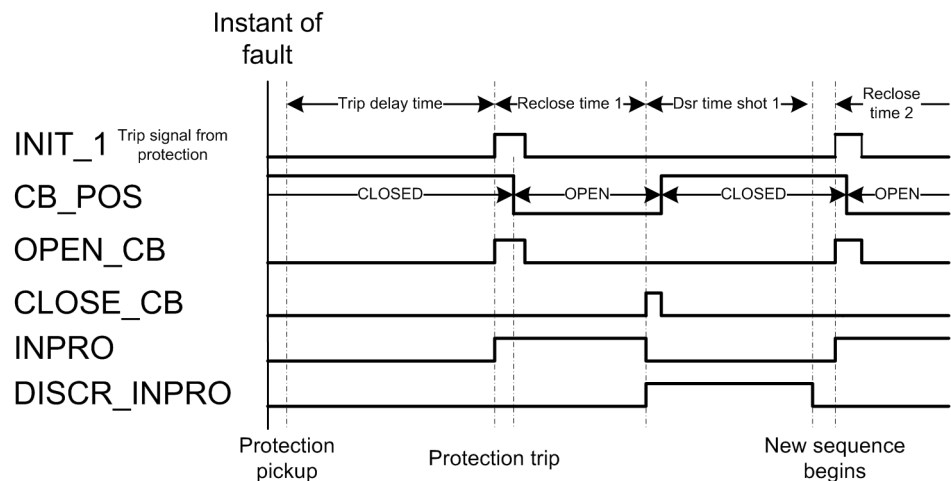 Instant of
fault
Trip delay time
Reclose time 1
Dsr time shot 1
Reclose
time 2
INIT_1
Trip signal from
protection
CB_POS
CLOSED
OPEN
CLOSED
OPEN
OPEN_CB
CLOSE_CB
INPRO
DISCR_INPRO
Protection
pickup
Protection trip
New sequence
begins